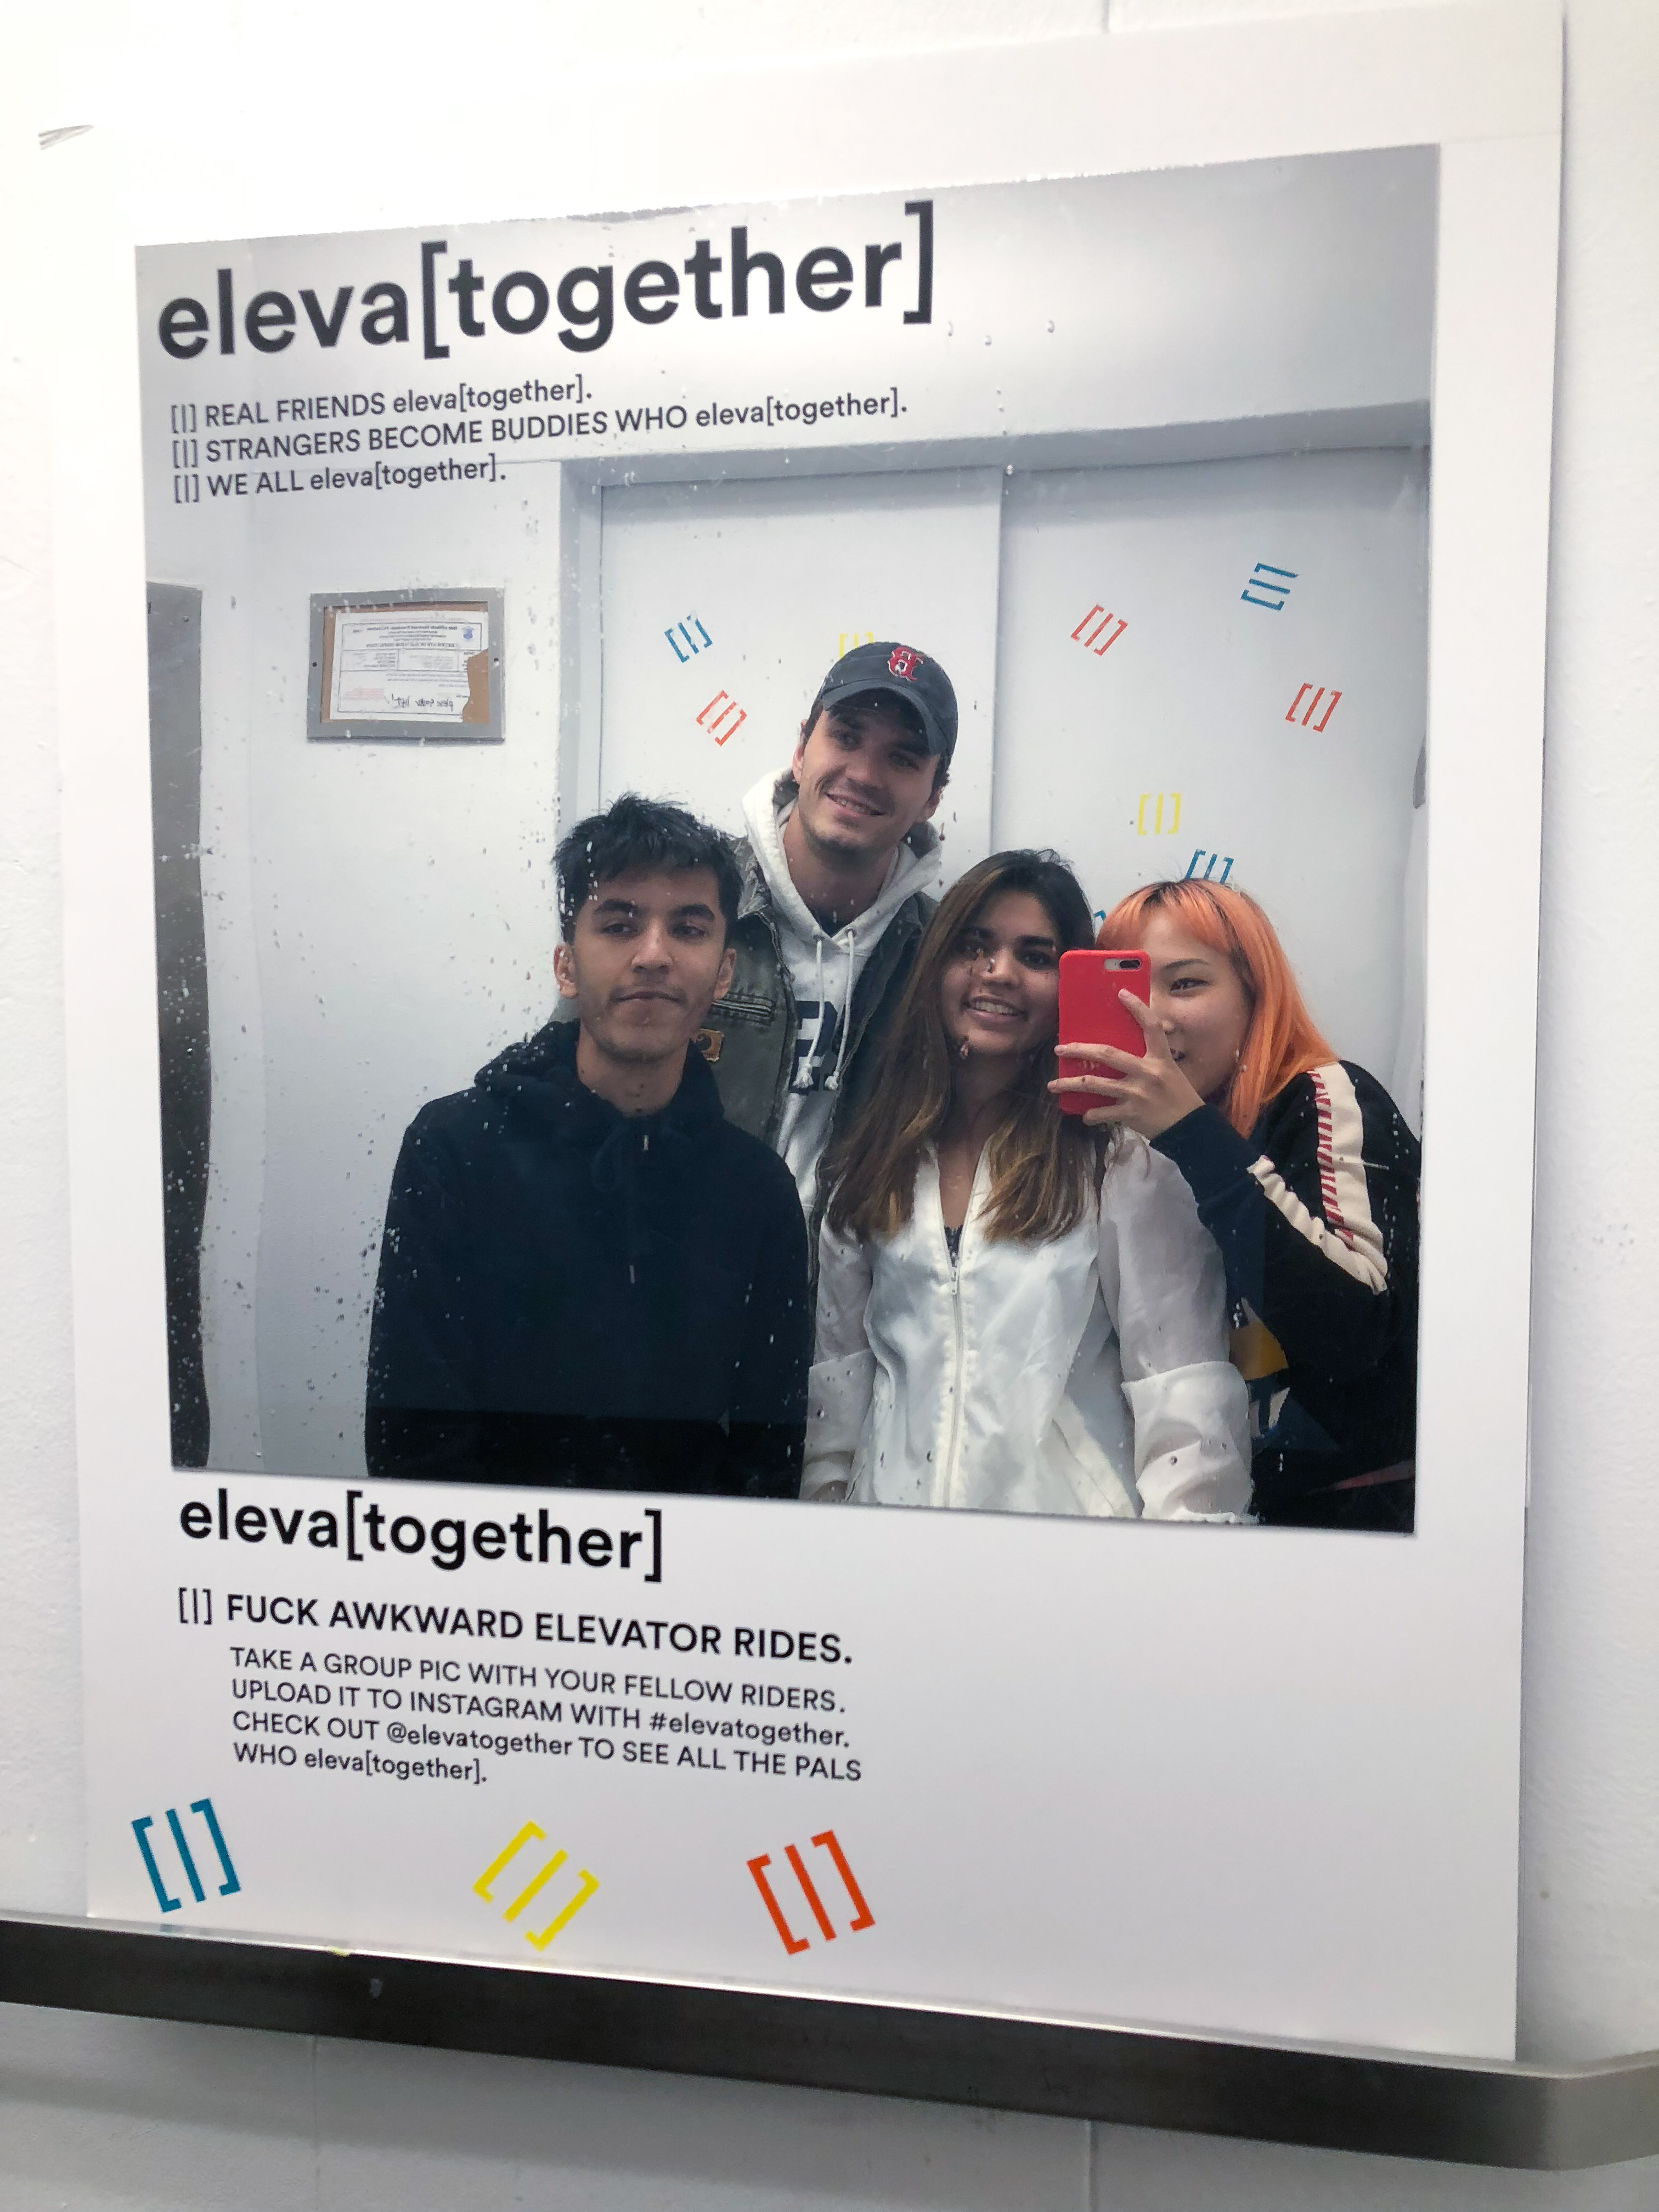 eleva[together]
[|] REAL FRIENDS eleva[together].
[|] STRANGERS BECOME BUDDIES WHO eleva[together].
[|] WE ALL eleva[together].
B
eleva[together]
[|] FUCK AWKWARD ELEVATOR RIDES.
TAKE A GROUP PIC WITH YOUR FELLOW RIDERS.
UPLOAD IT TO INSTAGRAM WITH #elevatogether.
CHECK OUT @elevatogether TO SEE ALL THE PALS
WHO eleva[together].
[|] [|] [|]